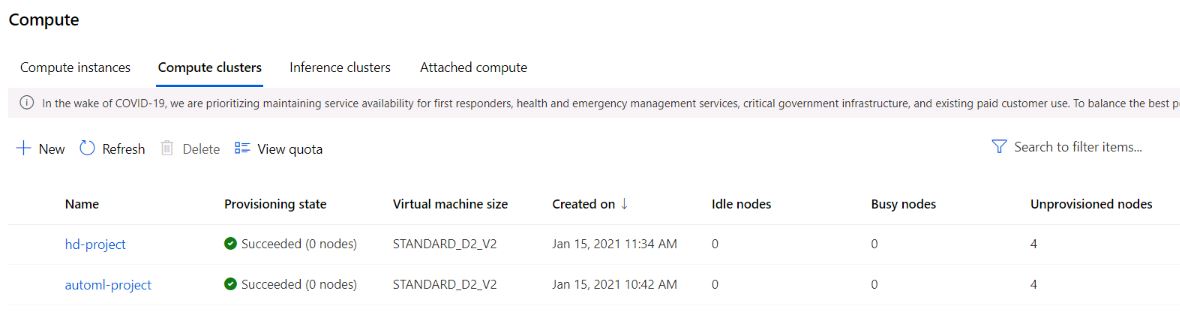 Compute
Compute instances Compute clusters Inference clusters Attached compute
In the wake of COVID-19, we are prioritizing maintaining service availability for first responders, health and emergency management services, critical government infrastructure, and existing paid customer use. To balance the best
New Refresh Delete View quota Search to filter items...
Name Provisioning state Virtual machine size Created on ↓ Idle nodes Busy nodes Unprovisioned nodes
hd-project Succeeded (0 nodes) STANDARD_D2_V2 Jan 15, 2021 11:34 AM 0 0 4
automl-project Succeeded (0 nodes) STANDARD_D2_V2 Jan 15, 2021 10:42 AM 0 0 4